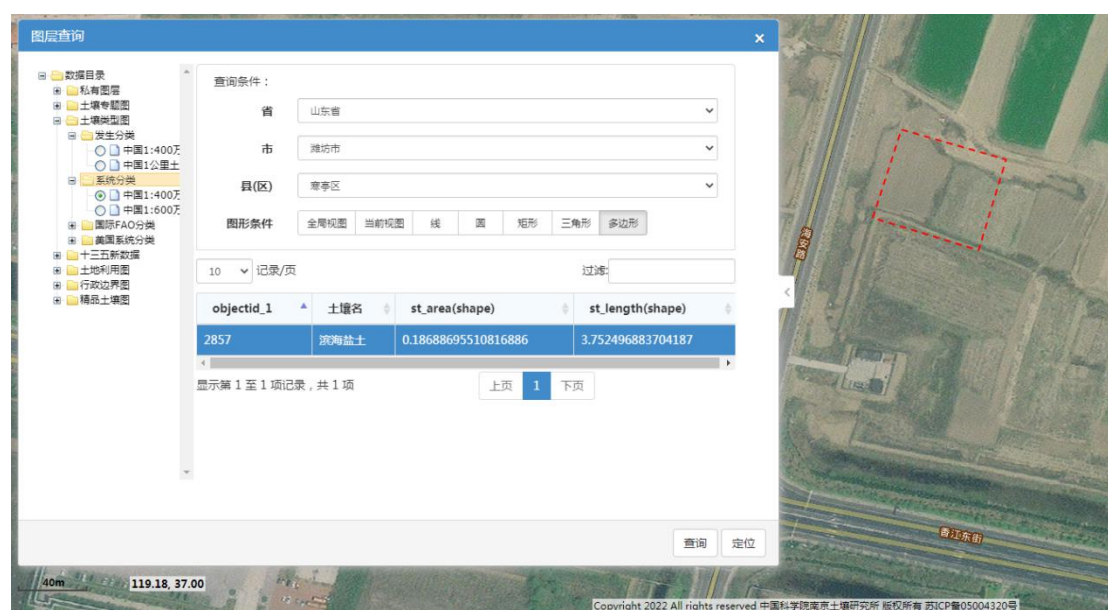 图层查询
×
数据目录
私有图层
土壤专题图
土壤类型图
发生分类
中国1:400万
中国1公里土
系统分类
中国1:400万
中国1:600万
国际FAO分类
美国系统分类
十三五新数据
土地利用图
行政边界图
精品土壤图
查询条件：
省 山东省
市 潍坊市
县(区) 寒亭区
图形条件 全局视图 当前视图 线 圆 矩形 三角形 多边形
10 记录/页 过滤:
objectid_1 土壤名 st_area(shape) st_length(shape)
2857 滨海盐土 0.18688695510816886 3.752496883704187
显示第 1 至 1 项记录，共 1 项 上页 1 下页
查询 定位
海安路
香江东街
40m 119.18, 37.00
Copyright 2022 All rights reserved 中国科学院南京土壤研究所 版权所有 苏ICP备05004320号